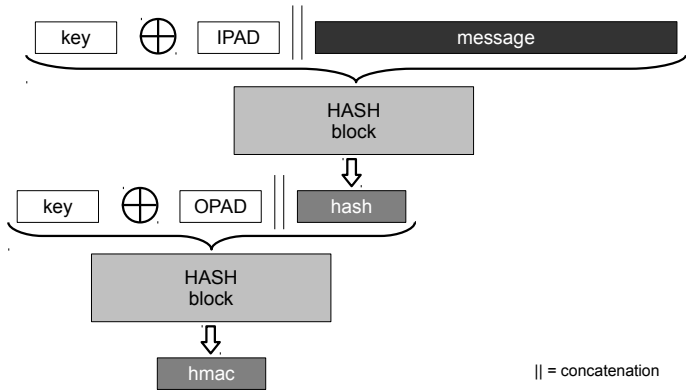 key ⊕ IPAD || message
HASH
block
key ⊕ OPAD || hash
HASH
block
hmac
|| = concatenation